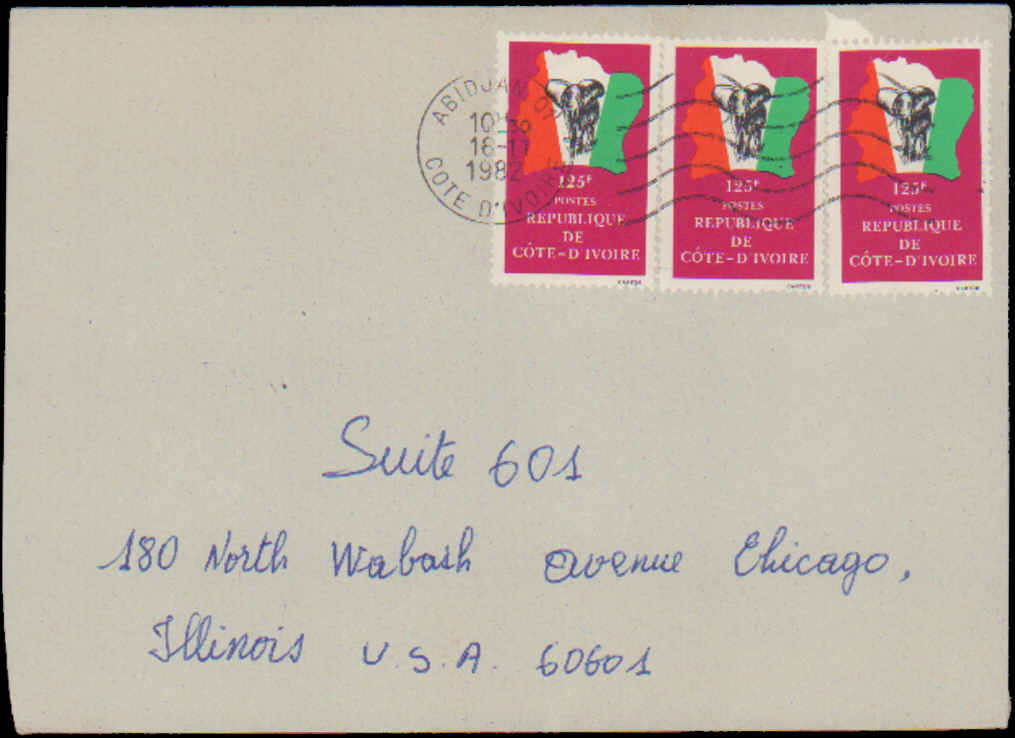 ABIDJAN 01
1982
COTE D'IVOIRE
125F
POSTES
REPUBLIQUE
DE
CÔTE-D'IVOIRE
125F
POSTES
REPUBLIQUE
DE
CÔTE-D'IVOIRE
125F
POSTES
REPUBLIQUE
DE
CÔTE-D'IVOIRE
Suite 601
180 North Wabash avenue Chicago,
Illinois U.S.A. 60601